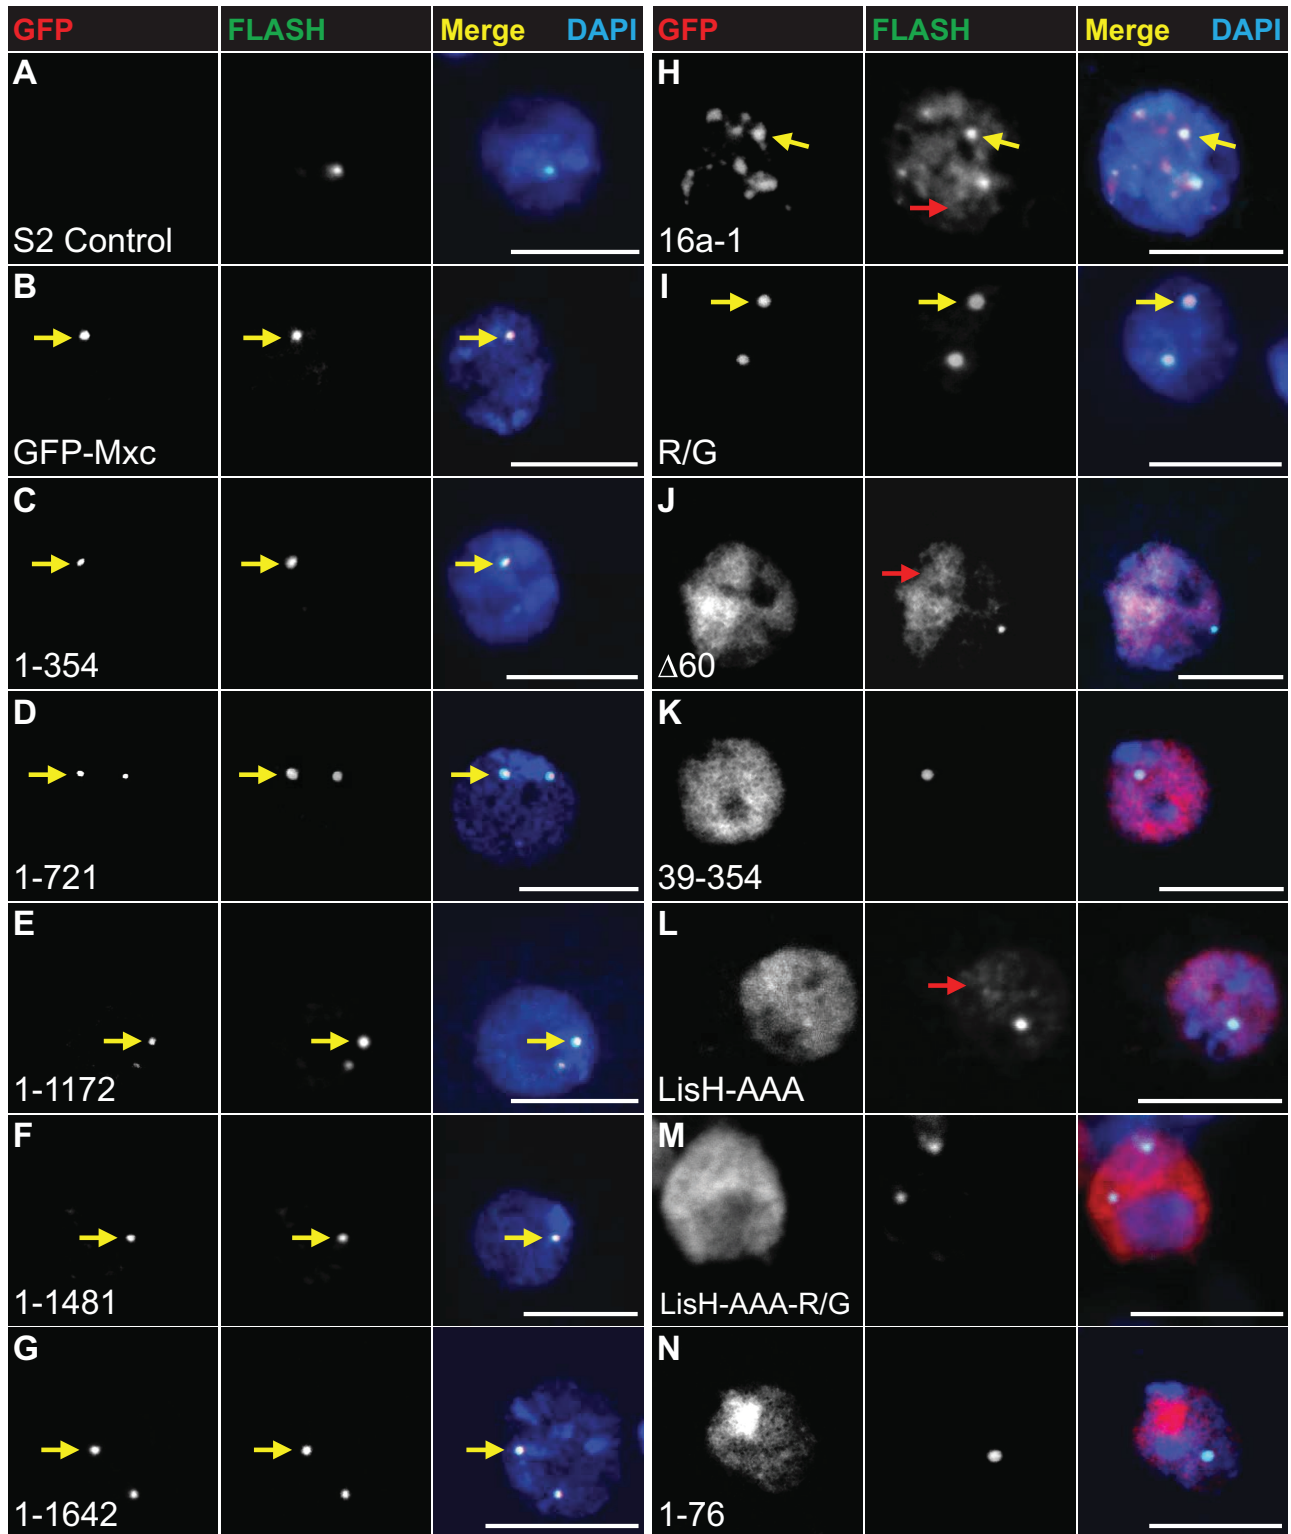 GFP FLASH Merge DAPI GFP FLASH Merge DAPI
A
S2 Control
B
GFP-Mxc
C
1-354
D
1-721
E
1-1172
F
1-1481
G
1-1642
H
16a-1
I
R/G
J
Δ60
K
39-354
L
LisH-AAA
M
LisH-AAA-R/G
N
1-76